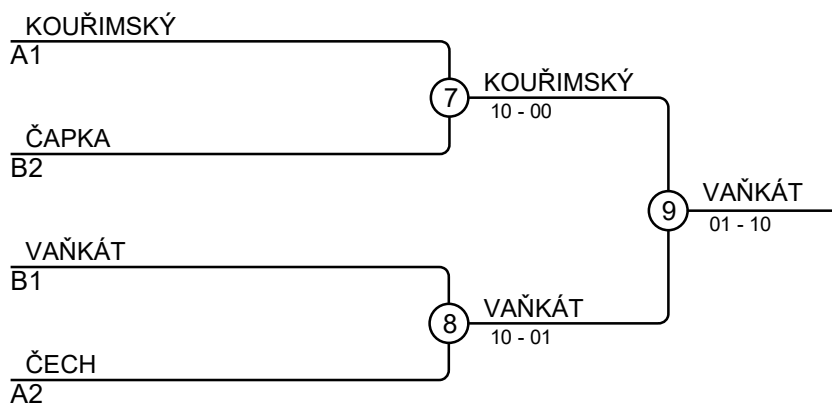 KOUŘIMSKÝ
A1
7
KOUŘIMSKÝ
10 - 00
ČAPKA
B2
9
VAŇKÁT
01 - 10
VAŇKÁT
B1
8
VAŇKÁT
10 - 01
ČECH
A2